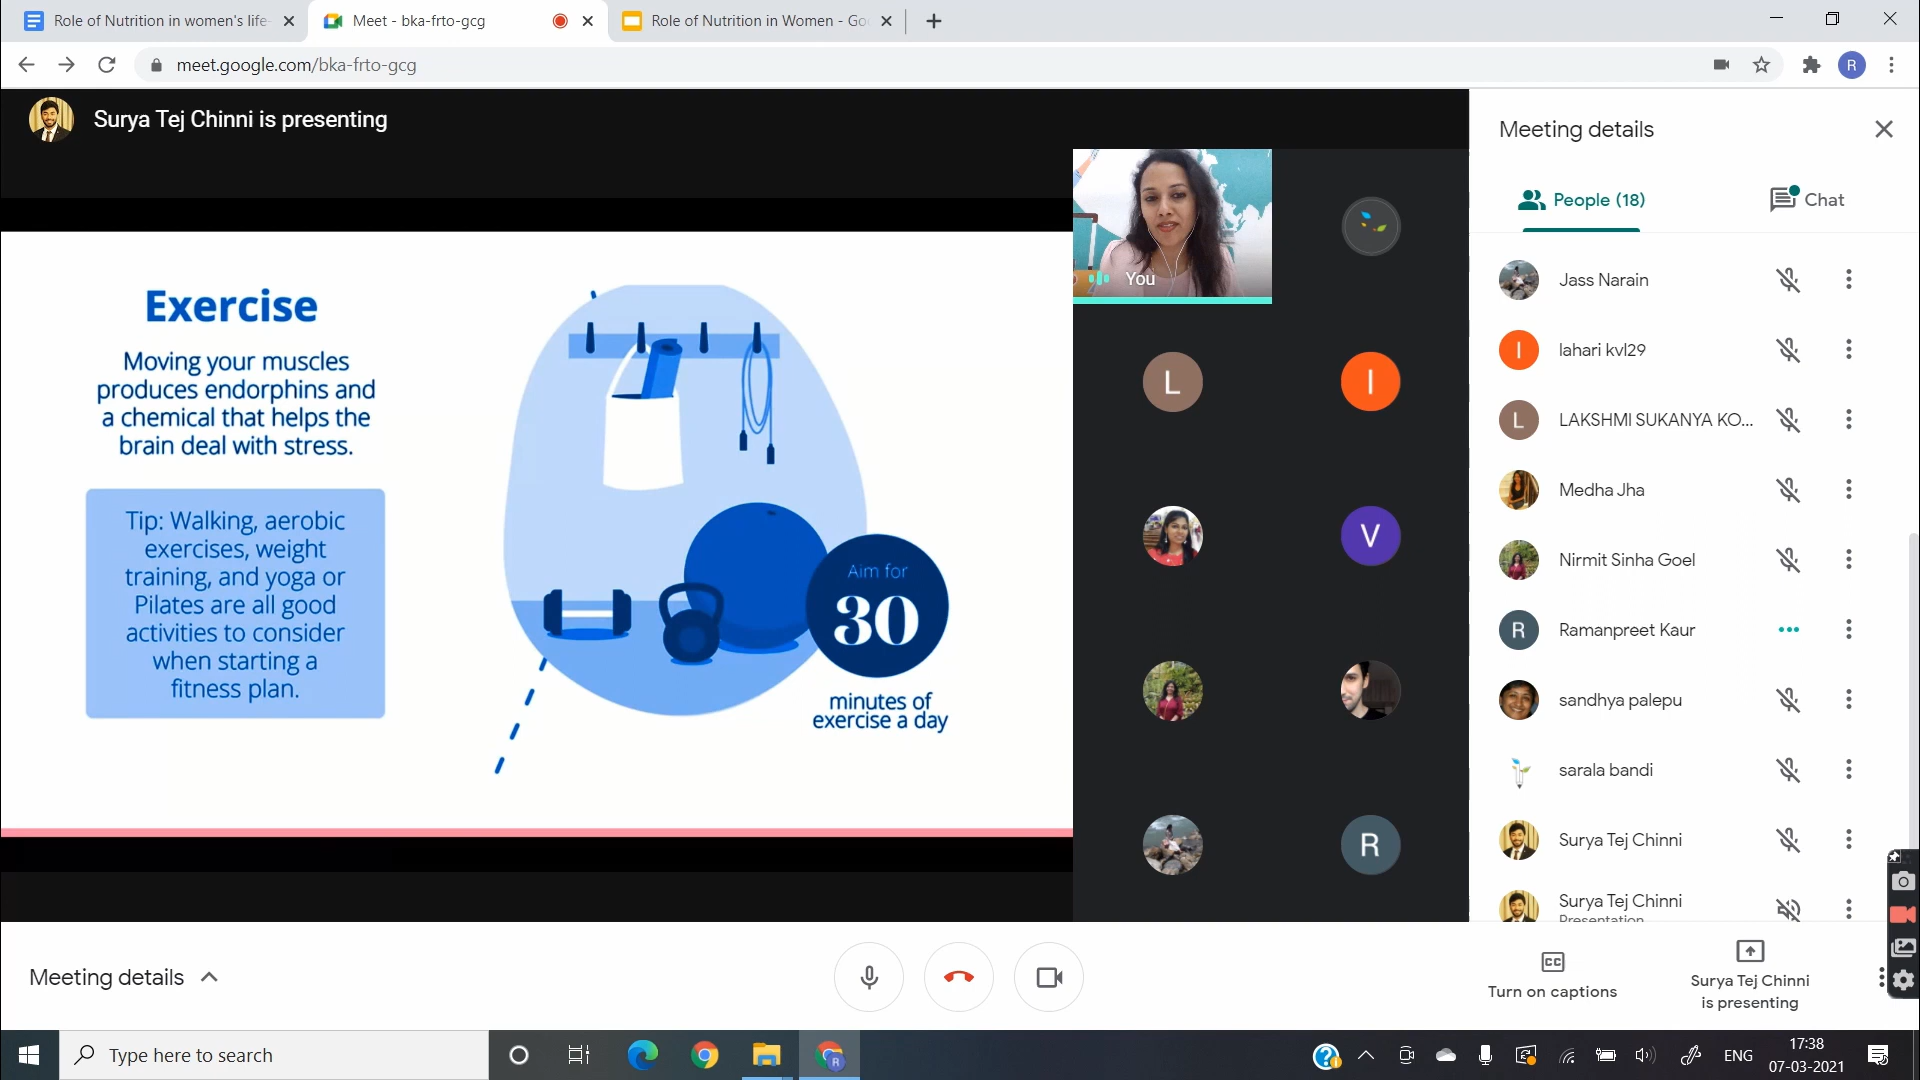 Role of Nutrition in women's life-
Meet - bka-frto-gcg
Role of Nutrition in Women - Goo
meet.google.com/bka-frto-gcg
R
Surya Tej Chinni is presenting
Exercise
Moving your muscles
produces endorphins and
a chemical that helps the
brain deal with stress.
Tip: Walking, aerobic
exercises, weight
training, and yoga or
Pilates are all good
activities to consider
when starting a
fitness plan.
Aim for
30
minutes of
exercise a day
You
L
l
V
R
Meeting details
People (18)
Chat
Jass Narain
l
lahari kvl29
L
LAKSHMI SUKANYA KO...
Medha Jha
Nirmit Sinha Goel
R
Ramanpreet Kaur
sandhya palepu
sarala bandi
Surya Tej Chinni
Surya Tej Chinni
Presentation
Meeting details
CC
Turn on captions
Surya Tej Chinni
is presenting
Type here to search
R
ENG
17:38
07-03-2021